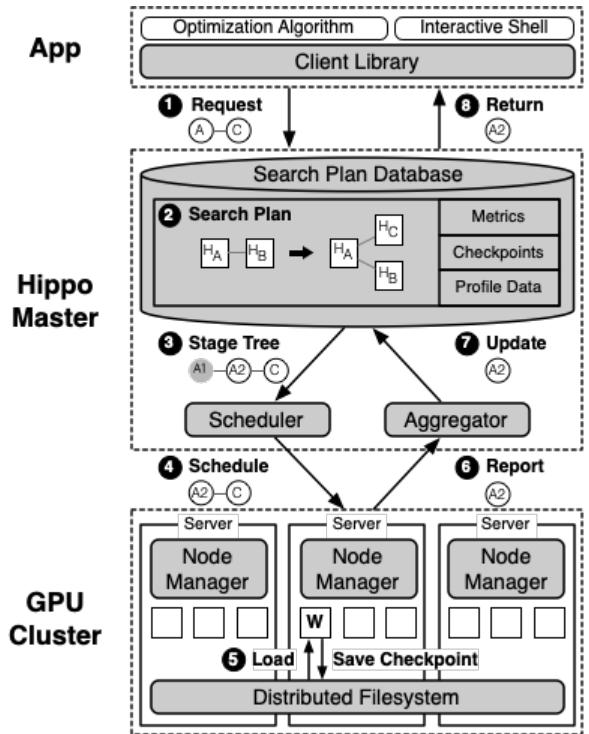 App
Optimization Algorithm
Interactive Shell
Client Library
1 Request
A C
8 Return
A2
Hippo
Master
Search Plan Database
2 Search Plan
HA HB
HA HC
HB
Metrics
Checkpoints
Profile Data
3 Stage Tree
A1 A2 C
7 Update
A2
Scheduler
Aggregator
4 Schedule
A2 C
6 Report
A2
GPU
Cluster
Server
Server
Server
Node
Manager
Node
Manager
Node
Manager
W
5 Load
Save Checkpoint
Distributed Filesystem